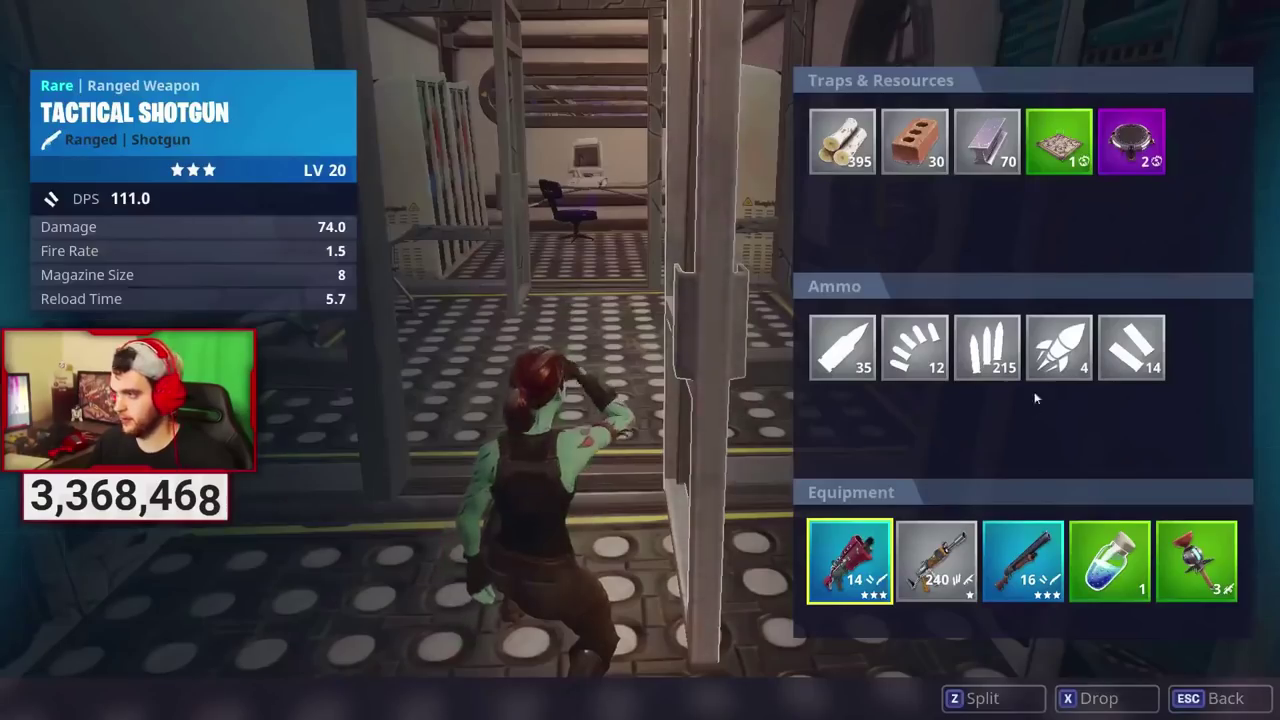 Rare | Ranged Weapon
TACTICAL SHOTGUN
Ranged | Shotgun
LV 20
DPS 111.0
Damage 74.0
Fire Rate 1.5
Magazine Size 8
Reload Time 5.7
3,368,468
Traps & Resources
395 30 70 1 2
Ammo
35 12 215 4 14
Equipment
14 240 16 1 3
Z Split X Drop ESC Back